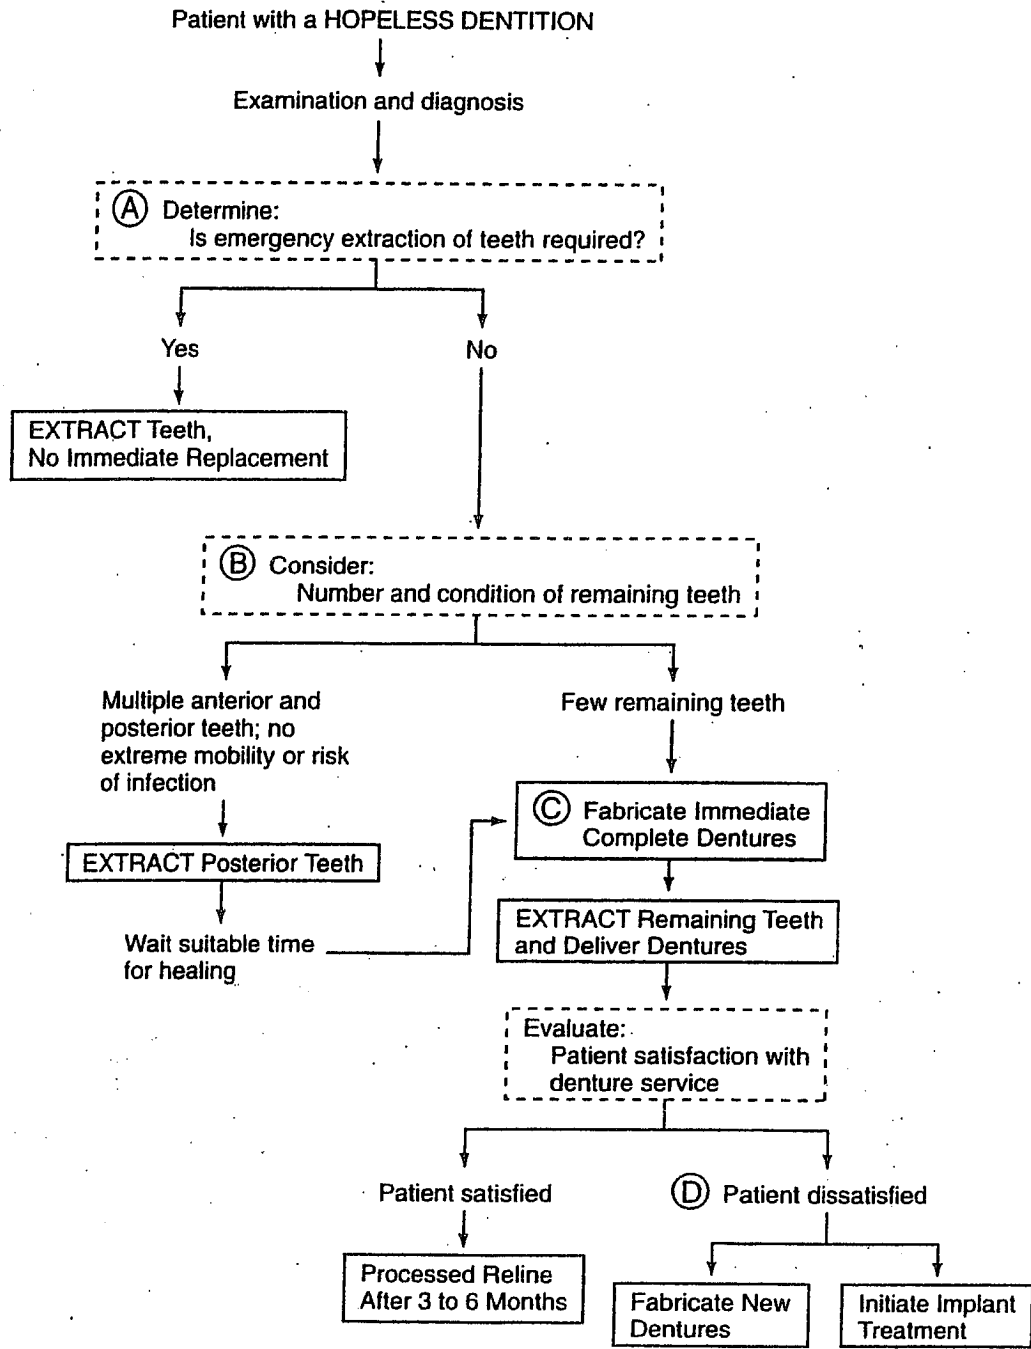 Patient with a HOPELESS DENTITION
Examination and diagnosis
A Determine:
Is emergency extraction of teeth required?
Yes
No
EXTRACT Teeth,
No Immediate Replacement
B Consider:
Number and condition of remaining teeth
Multiple anterior and
posterior teeth; no
extreme mobility or risk
of infection
Few remaining teeth
C Fabricate Immediate
Complete Dentures
EXTRACT Posterior Teeth
EXTRACT Remaining Teeth
and Deliver Dentures
Wait suitable time
for healing
Evaluate:
Patient satisfaction with
denture service
Patient satisfied
D Patient dissatisfied
Processed Reline
After 3 to 6 Months
Fabricate New
Dentures
Initiate Implant
Treatment